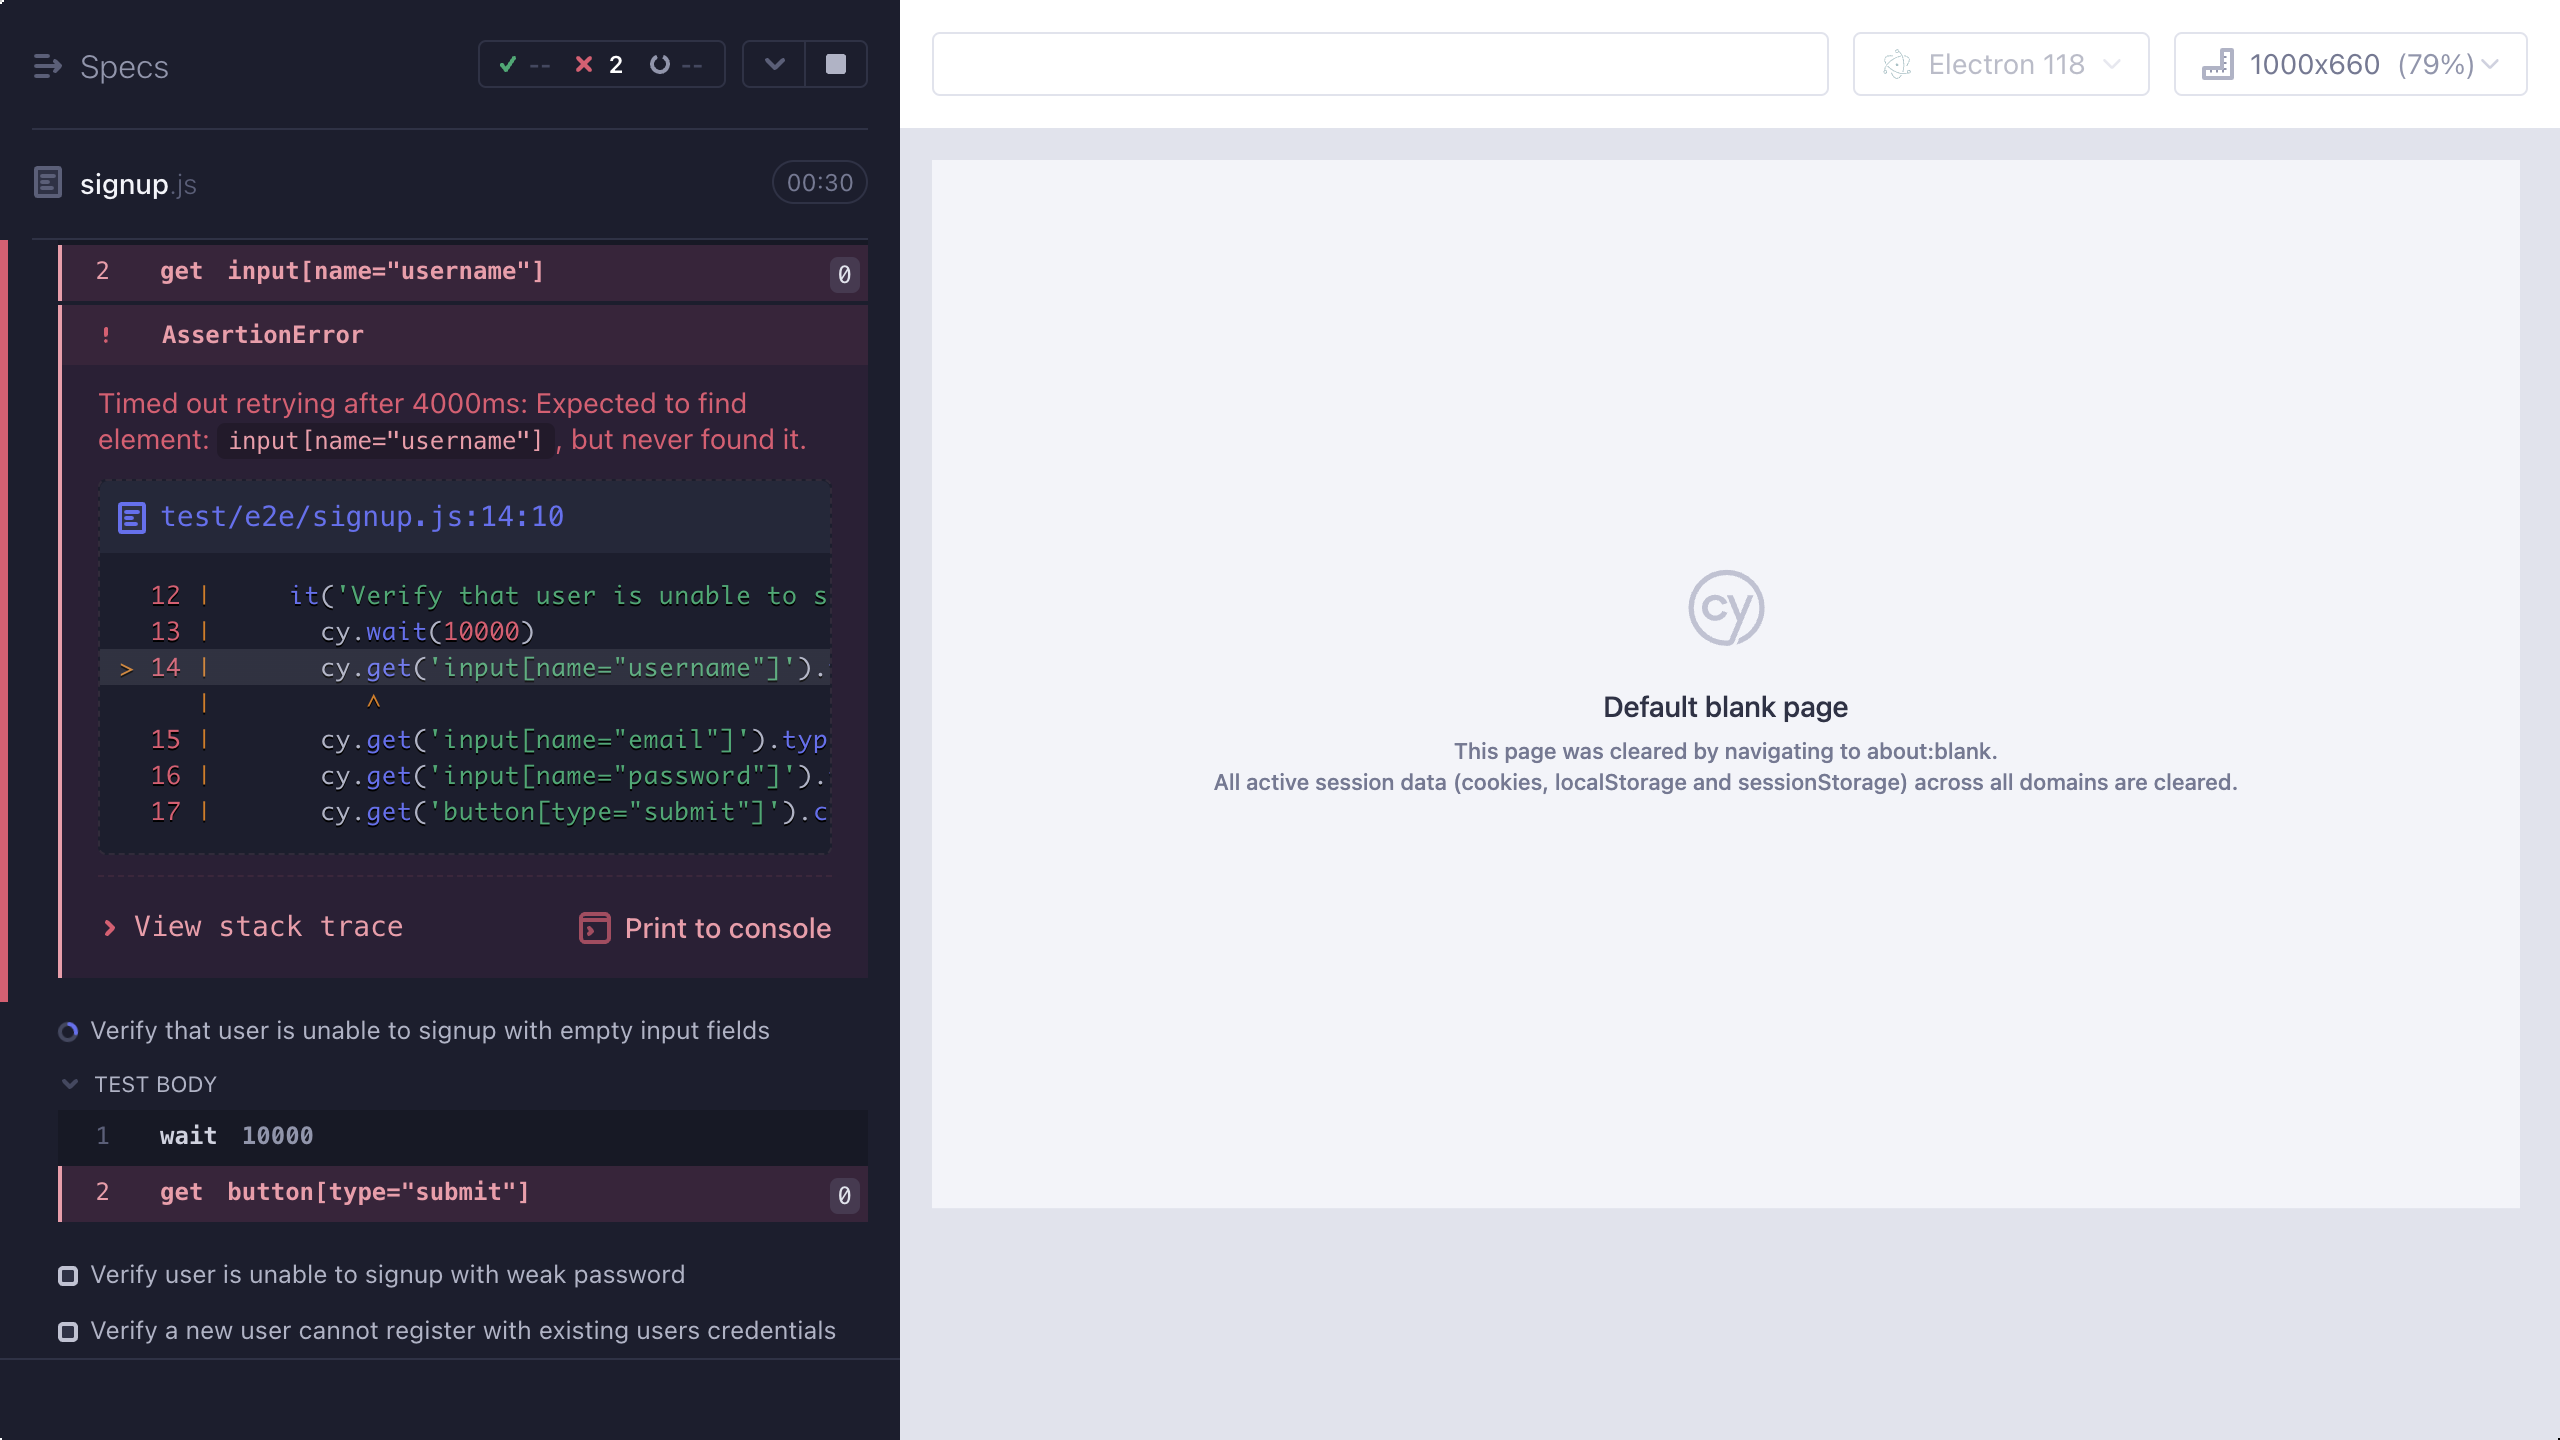 Specs
--
2
--
signup.js
00:30
2 get input[name="username"] 0
! AssertionError
Timed out retrying after 4000ms: Expected to find
element: input[name="username"] , but never found it.
test/e2e/signup.js:14:10
12 | it('Verify that user is unable to s
13 | cy.wait(10000)
> 14 | cy.get('input[name="username"]').
| ^
15 | cy.get('input[name="email"]').typ
16 | cy.get('input[name="password"]').
17 | cy.get('button[type="submit"]').c
View stack trace
Print to console
Verify that user is unable to signup with empty input fields
TEST BODY
1 wait 10000
2 get button[type="submit"] 0
Verify user is unable to signup with weak password
Verify a new user cannot register with existing users credentials
Electron 118
1000x660 (79%)
cy
Default blank page
This page was cleared by navigating to about:blank.
All active session data (cookies, localStorage and sessionStorage) across all domains are cleared.